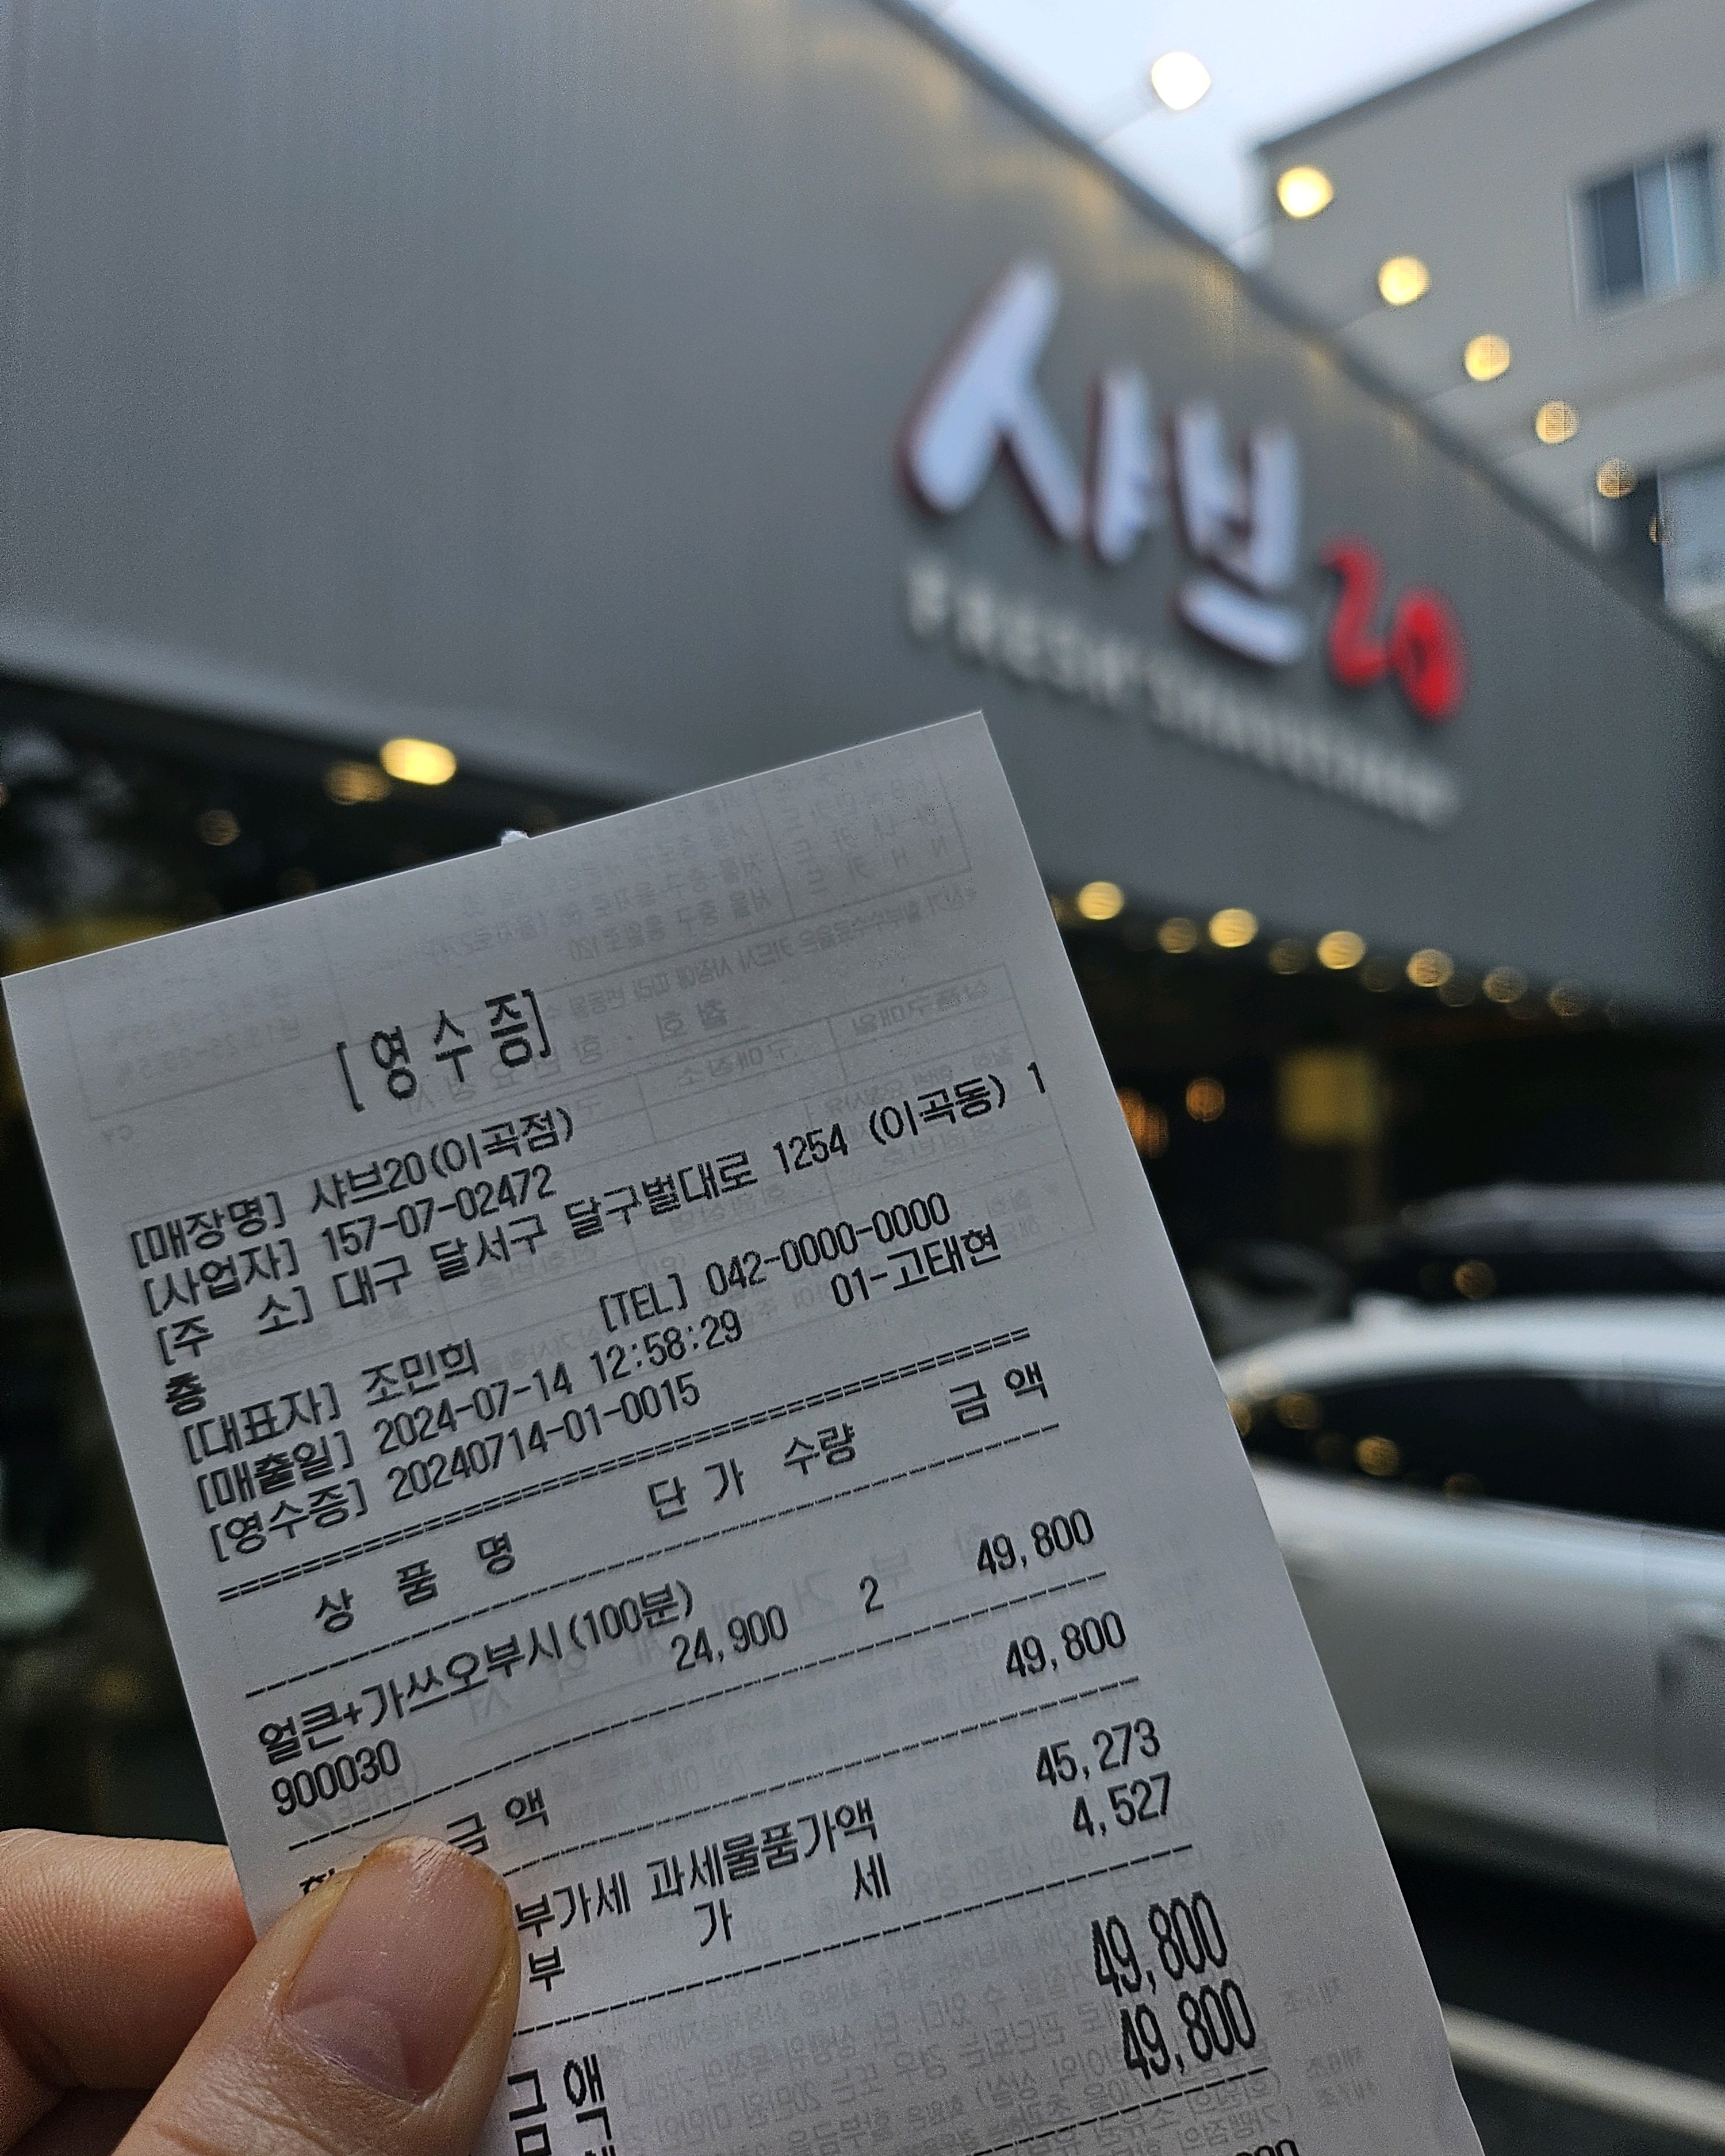 샤브20
[영수증]
[매장명] 샤브20(이곡점)
[사업자] 157-07-02472
[주 소] 대구 달서구 달구벌대로 1254 (이곡동) 1
층
[대표자] 조민희 [TEL] 042-0000-0000
[매출일] 2024-07-14 12:58:29 01-고태현
[영수증] 20240714-01-0015
상 품 명 단 가 수량 금 액
얼큰+가쓰오부시(100분)
900030 24,900 2 49,800
금 액 49,800
부가세 과세물품가액 45,273
부 가 세 4,527
금 액 49,800
49,800